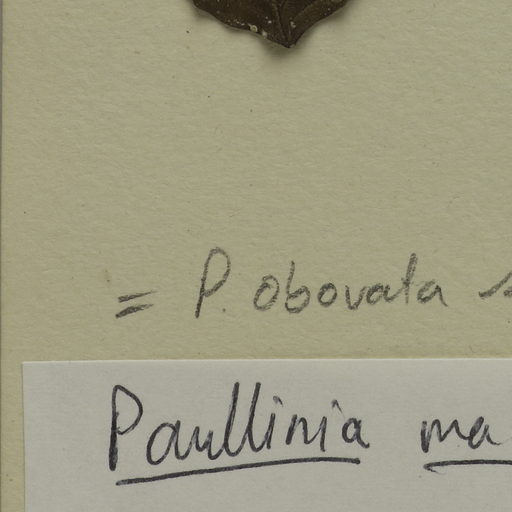 = P. obovata
Paullinia ma